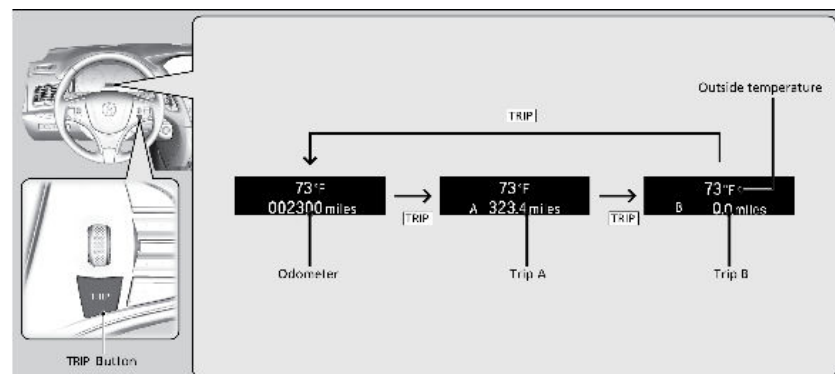 Outside temperature
TRIP
73°F
002300 miles
TRIP
73°F
A 323.4 miles
TRIP
73°F
B 0.0 miles
Odometer
Trip A
Trip B
TRIP
TRIP Button